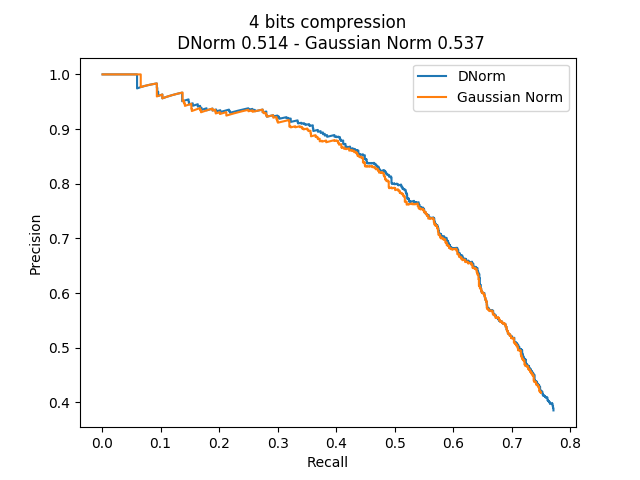 4 bits compression
DNorm 0.514 - Gaussian Norm 0.537
DNorm
Gaussian Norm
Precision
1.0
0.9
0.8
0.7
0.6
0.5
0.4
0.0 0.1 0.2 0.3 0.4 0.5 0.6 0.7 0.8
Recall